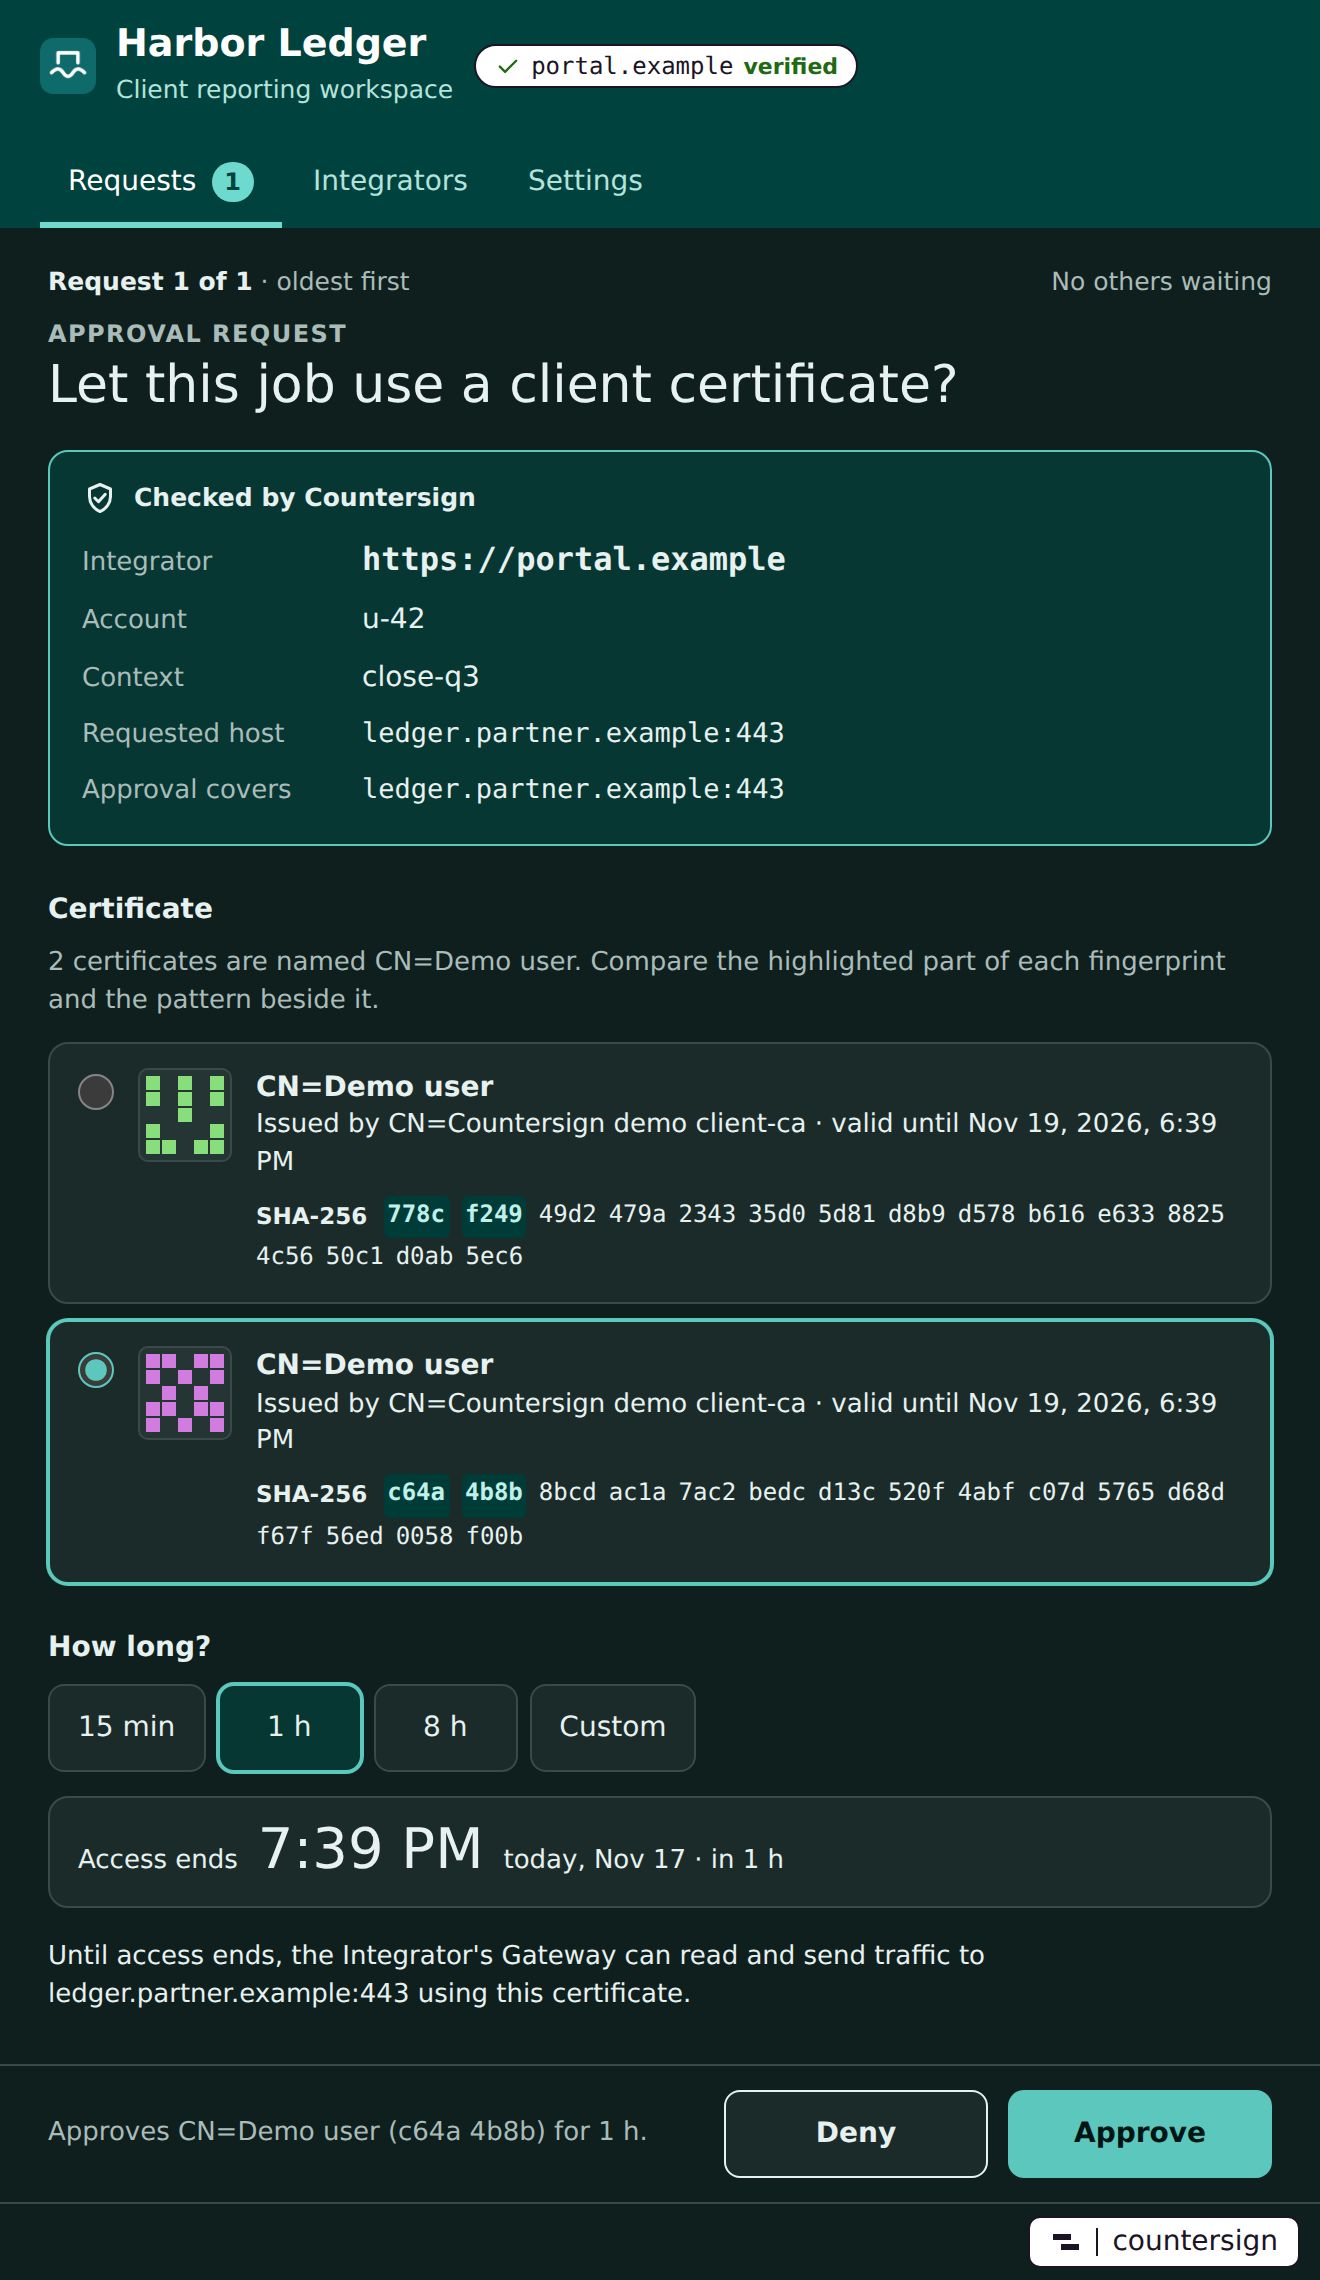 Harbor Ledger
Client reporting workspace
portal.example verified
Requests 1
Integrators
Settings
Request 1 of 1 · oldest first
No others waiting
APPROVAL REQUEST
Let this job use a client certificate?
Checked by Countersign
Integrator https://portal.example
Account u-42
Context close-q3
Requested host ledger.partner.example:443
Approval covers ledger.partner.example:443
Certificate
2 certificates are named CN=Demo user. Compare the highlighted part of each fingerprint
and the pattern beside it.
CN=Demo user
Issued by CN=Countersign demo client-ca · valid until Nov 19, 2026, 6:39
PM
SHA-256 778c f249 49d2 479a 2343 35d0 5d81 d8b9 d578 b616 e633 8825
4c56 50c1 d0ab 5ec6
CN=Demo user
Issued by CN=Countersign demo client-ca · valid until Nov 19, 2026, 6:39
PM
SHA-256 c64a 4b8b 8bcd ac1a 7ac2 bedc d13c 520f 4abf c07d 5765 d68d
f67f 56ed 0058 f00b
How long?
15 min
1 h
8 h
Custom
Access ends 7:39 PM today, Nov 17 · in 1 h
Until access ends, the Integrator's Gateway can read and send traffic to
ledger.partner.example:443 using this certificate.
Approves CN=Demo user (c64a 4b8b) for 1 h.
Deny
Approve
countersign